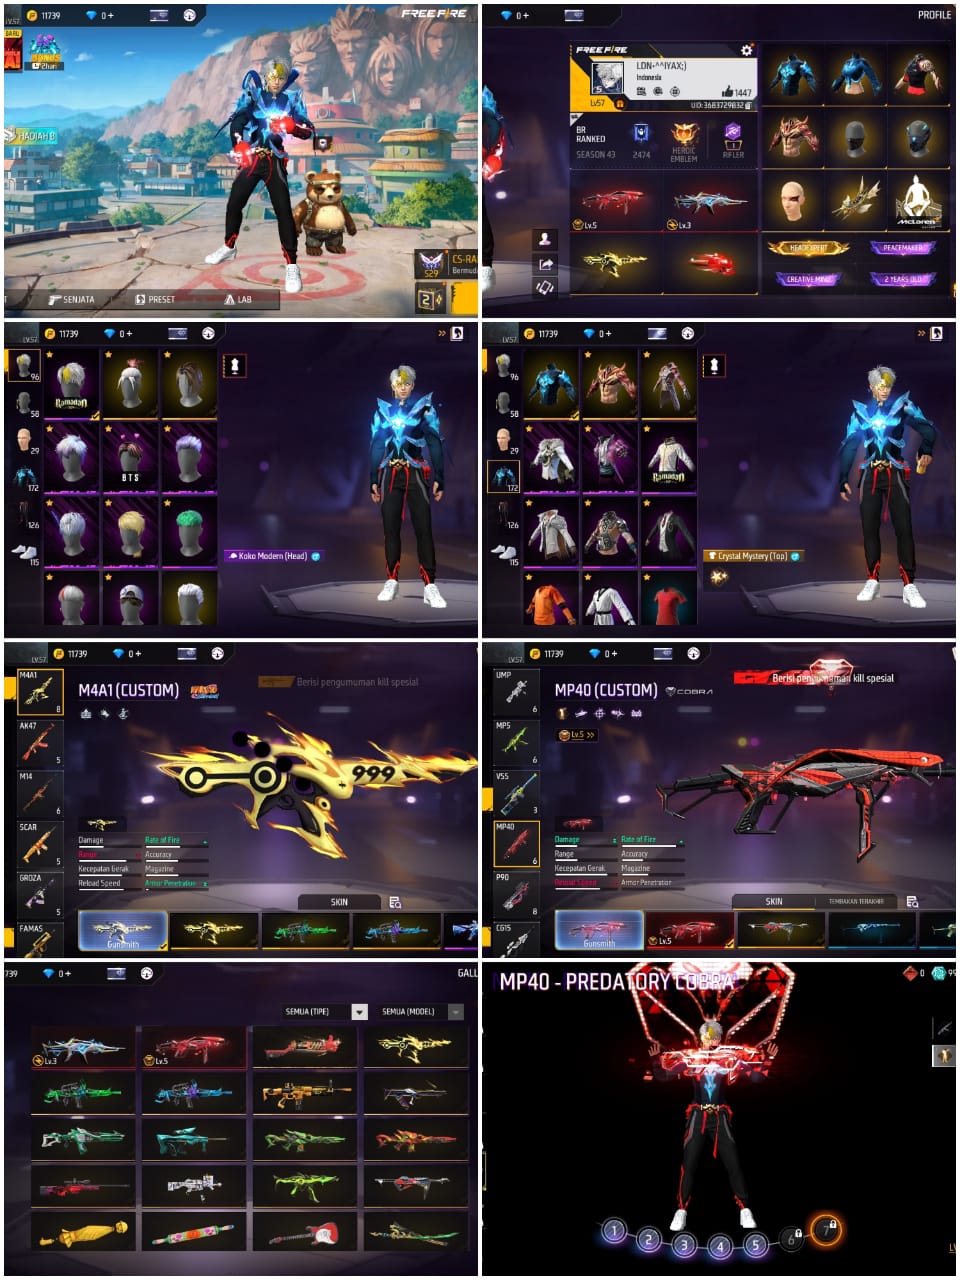 LV.57
11739
0+
FREE FIRE
BARU
2hari
HADIAH B
CS-RA
Bermuda
529
2
SENJATA
PRESET
LAB
0+
PROFILE
FREE FIRE
LDN•^^IYAX;)
Indonesia
Lv57
1447
UID:3683729832
BR
RANKED
SEASON 43
2474
HEROIC
EMBLEM
1
RIFLER
Lv.5
Lv.3
McLaren
HEADEXPERT
PEACEMAKER
CREATIVE MIND
2 YEARS OLD
LV.57
11739
0+
96
58
29
172
126
115
Ramadan
BTS
Koko Modern (Head)
LV.57
11739
0+
96
58
29
172
126
115
Ramadan
Crystal Mystery (Top)
LV.57
11739
0+
M4A1
8
AK47
5
M14
6
SCAR
5
GROZA
5
FAMAS
M4A1 (CUSTOM)
Berisi pengumuman kill spesial
999
Damage
Rate of Fire
Range
Accuracy
Kecepatan Gerak
Magazine
Reload Speed
Armor Penetration
SKIN
Gunsmith
LV.57
11739
0+
UMP
6
MP5
6
VSS
3
MP40
6
P90
8
CG15
MP40 (CUSTOM)
COBRA
Lv.5
Berisi pengumuman kill spesial
Damage
Rate of Fire
Range
Accuracy
Kecepatan Gerak
Magazine
Reload Speed
Armor Penetration
SKIN
TEMBAKAN TERAKHIR
Gunsmith
Lv.5
739
0+
GALL
SEMUA (TIPE)
SEMUA (MODEL)
Lv.3
Lv.5
MP40 - PREDATORY COBRA
0
99
1
2
3
4
5
6
7
LV